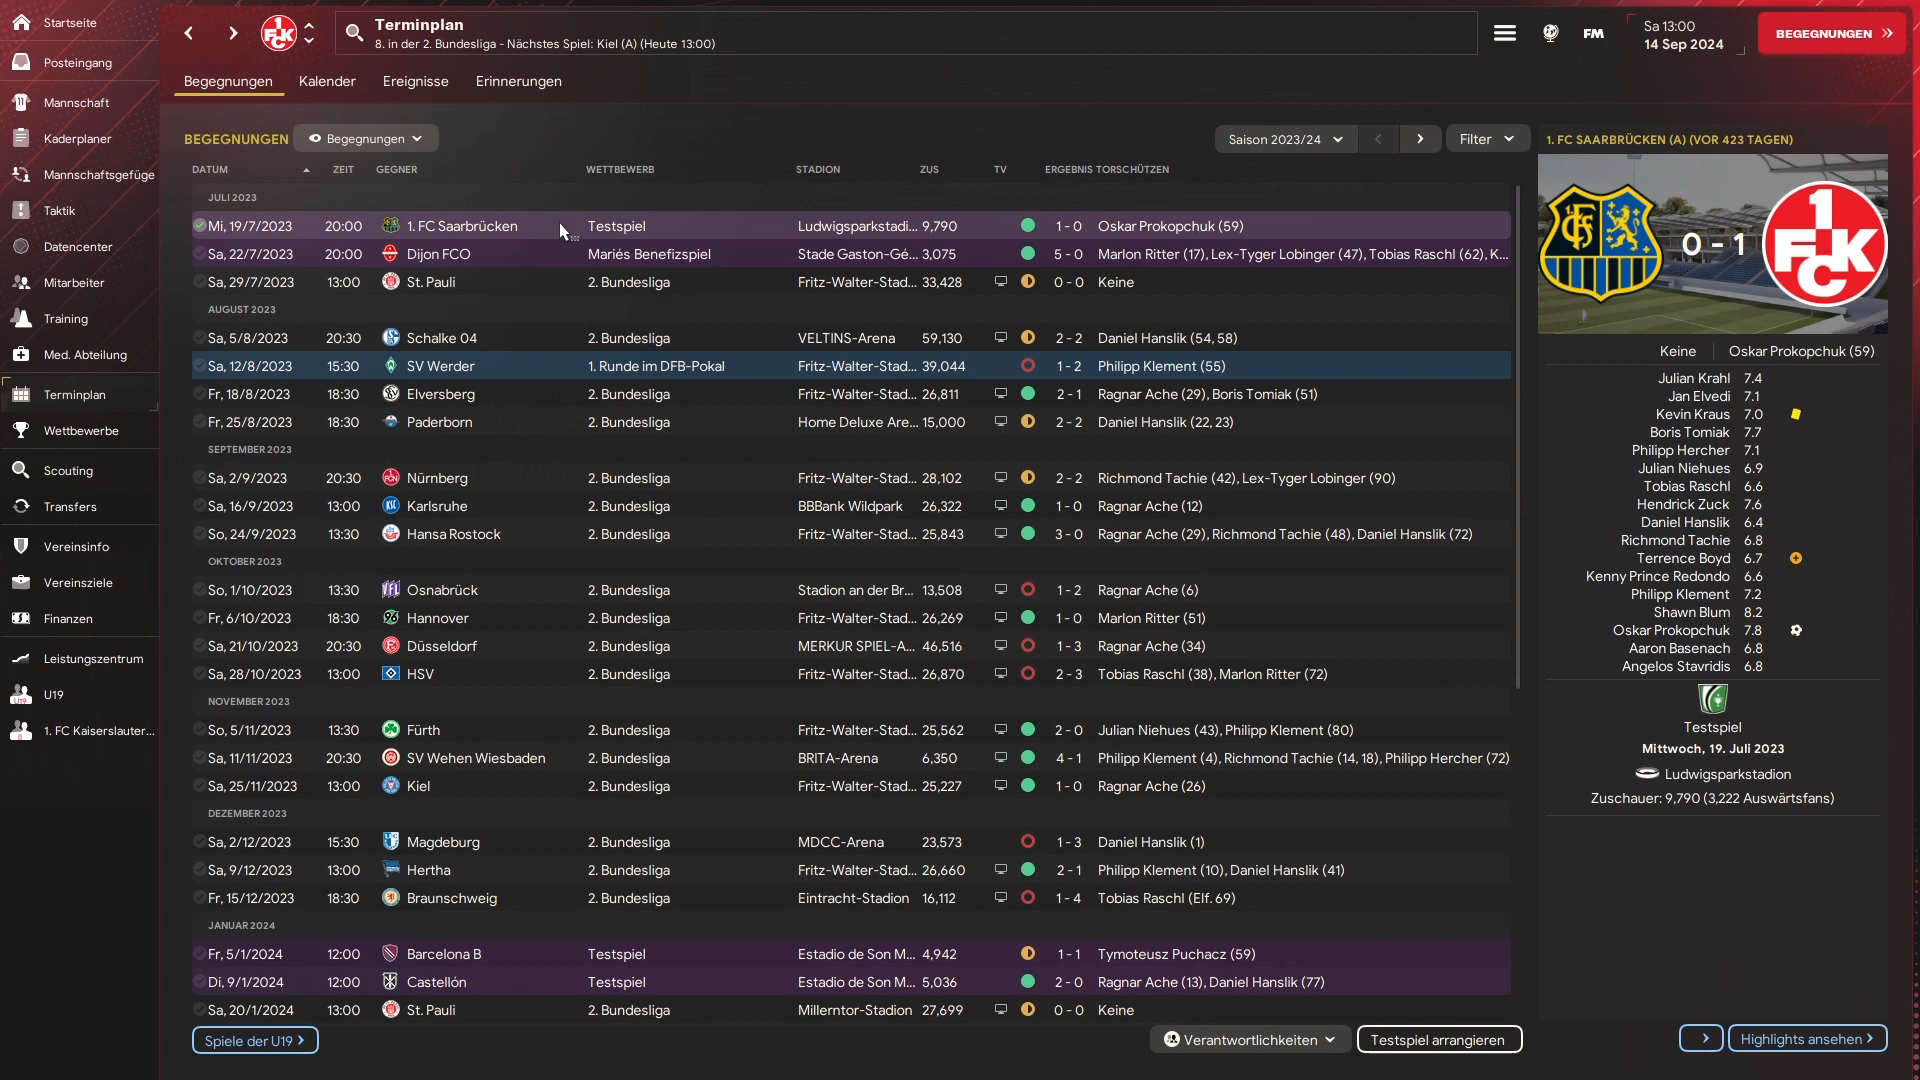 Startseite
Posteingang
Mannschaft
Kaderplaner
Mannschaftsgefüge
Taktik
Datencenter
Mitarbeiter
Training
Med. Abteilung
Terminplan
Wettbewerbe
Scouting
Transfers
Vereinsinfo
Vereinsziele
Finanzen
Leistungszentrum
U19
1. FC Kaiserslauter...
Terminplan
8. in der 2. Bundesliga - Nächstes Spiel: Kiel (A) (Heute 13:00)
FM
Sa 13:00
14 Sep 2024
BEGEGNUNGEN
Begegnungen Kalender Ereignisse Erinnerungen
BEGEGNUNGEN Begegnungen Saison 2023/24 Filter
DATUM ZEIT GEGNER WETTBEWERB STADION ZUS TV ERGEBNIS TORSCHÜTZEN
JULI 2023
Mi, 19/7/2023 20:00 1. FC Saarbrücken Testspiel Ludwigsparkstadi... 9,790 1 - 0 Oskar Prokopchuk (59)
Sa, 22/7/2023 20:00 Dijon FCO Mariés Benefizspiel Stade Gaston-Gé... 3,075 5 - 0 Marlon Ritter (17), Lex-Tyger Lobinger (47), Tobias Raschl (62), K...
Sa, 29/7/2023 13:00 St. Pauli 2. Bundesliga Fritz-Walter-Stad... 33,428 0 - 0 Keine
AUGUST 2023
Sa, 5/8/2023 20:30 Schalke 04 2. Bundesliga VELTINS-Arena 59,130 2 - 2 Daniel Hanslik (54, 58)
Sa, 12/8/2023 15:30 SV Werder 1. Runde im DFB-Pokal Fritz-Walter-Stad... 39,044 1 - 2 Philipp Klement (55)
Fr, 18/8/2023 18:30 Elversberg 2. Bundesliga Fritz-Walter-Stad... 26,811 2 - 1 Ragnar Ache (29), Boris Tomiak (51)
Fr, 25/8/2023 18:30 Paderborn 2. Bundesliga Home Deluxe Are... 15,000 2 - 2 Daniel Hanslik (22, 23)
SEPTEMBER 2023
Sa, 2/9/2023 20:30 Nürnberg 2. Bundesliga Fritz-Walter-Stad... 28,102 2 - 2 Richmond Tachie (42), Lex-Tyger Lobinger (90)
Sa, 16/9/2023 13:00 Karlsruhe 2. Bundesliga BBBank Wildpark 26,322 1 - 0 Ragnar Ache (12)
So, 24/9/2023 13:30 Hansa Rostock 2. Bundesliga Fritz-Walter-Stad... 25,843 3 - 0 Ragnar Ache (29), Richmond Tachie (48), Daniel Hanslik (72)
OKTOBER 2023
So, 1/10/2023 13:30 Osnabrück 2. Bundesliga Stadion an der Br... 13,508 1 - 2 Ragnar Ache (6)
Fr, 6/10/2023 18:30 Hannover 2. Bundesliga Fritz-Walter-Stad... 26,269 1 - 0 Marlon Ritter (51)
Sa, 21/10/2023 20:30 Düsseldorf 2. Bundesliga MERKUR SPIEL-A... 46,516 1 - 3 Ragnar Ache (34)
Sa, 28/10/2023 13:00 HSV 2. Bundesliga Fritz-Walter-Stad... 26,870 2 - 3 Tobias Raschl (38), Marlon Ritter (72)
NOVEMBER 2023
So, 5/11/2023 13:30 Fürth 2. Bundesliga Fritz-Walter-Stad... 25,562 2 - 0 Julian Niehues (43), Philipp Klement (80)
Sa, 11/11/2023 20:30 SV Wehen Wiesbaden 2. Bundesliga BRITA-Arena 6,350 4 - 1 Philipp Klement (4), Richmond Tachie (14, 18), Philipp Hercher (72)
Sa, 25/11/2023 13:00 Kiel 2. Bundesliga Fritz-Walter-Stad... 25,227 1 - 0 Ragnar Ache (26)
DEZEMBER 2023
Sa, 2/12/2023 15:30 Magdeburg 2. Bundesliga MDCC-Arena 23,573 1 - 3 Daniel Hanslik (1)
Sa, 9/12/2023 13:00 Hertha 2. Bundesliga Fritz-Walter-Stad... 26,660 2 - 1 Philipp Klement (10), Daniel Hanslik (41)
Fr, 15/12/2023 18:30 Braunschweig 2. Bundesliga Eintracht-Stadion 16,112 1 - 4 Tobias Raschl (Elf. 69)
JANUAR 2024
Fr, 5/1/2024 12:00 Barcelona B Testspiel Estadio de Son M... 4,942 1 - 1 Tymoteusz Puchacz (59)
Di, 9/1/2024 12:00 Castellón Testspiel Estadio de Son M... 5,036 2 - 0 Ragnar Ache (13), Daniel Hanslik (77)
Sa, 20/1/2024 13:00 St. Pauli 2. Bundesliga Millerntor-Stadion 27,699 0 - 0 Keine
Spiele der U19 Verantwortlichkeiten Testspiel arrangieren
1. FC SAARBRÜCKEN (A) (VOR 423 TAGEN)
0 - 1
1 FCK
Keine Oskar Prokopchuk (59)
Julian Krahl 7.4
Jan Elvedi 7.1
Kevin Kraus 7.0
Boris Tomiak 7.7
Philipp Hercher 7.1
Julian Niehues 6.9
Tobias Raschl 6.6
Hendrick Zuck 7.6
Daniel Hanslik 6.4
Richmond Tachie 6.8
Terrence Boyd 6.7
Kenny Prince Redondo 6.6
Philipp Klement 7.2
Shawn Blum 8.2
Oskar Prokopchuk 7.8
Aaron Basenach 6.8
Angelos Stavridis 6.8
Testspiel
Mittwoch, 19. Juli 2023
Ludwigsparkstadion
Zuschauer: 9,790 (3,222 Auswärtsfans)
Highlights ansehen